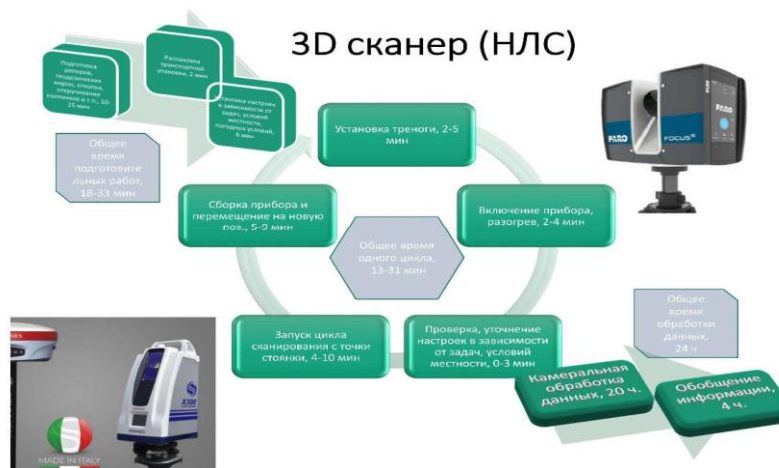 3D сканер (НЛС)
Подготовка
реперов,
геодезических
марок, откопка,
откручивание
колпачков и т.п., 10-
25 мин
Распаковка
транспортной
упаковки, 2 мин
Установка настроек
в зависимости от
задач, условий
местности,
погодных условий,
6 мин
Общее
время
подготовите
льных работ,
18-33 мин
Установка треноги, 2-5
мин
Включение прибора,
разогрев, 2-4 мин
Проверка, уточнение
настроек в зависимости
от задач, условий
местности, 0-3 мин
Запуск цикла
сканирования с точки
стоянки, 4-10 мин
Сборка прибора и
перемещение на новую
поз., 5-9 мин
Общее время
одного цикла,
13-31 мин
FARO
FARO
FOCUS
Общее
время
обработки
данных,
24 ч
Камеральная
обработка
данных, 20 ч.
Обобщение
информации,
4 ч.
X300
MADE IN ITALY